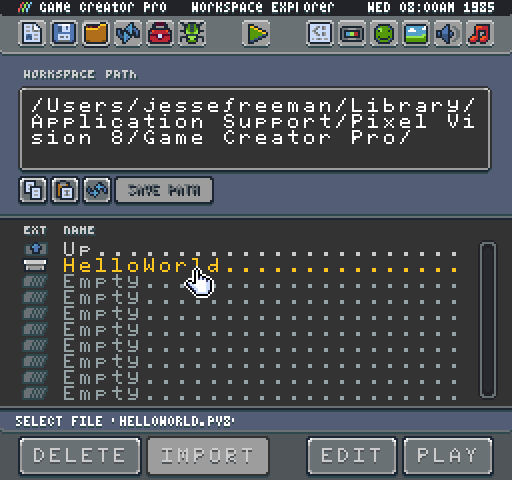 Game Creator Pro Workspace Explorer WED 08:00AM 1985
WORKSPACE PATH
/Users/jessefreeman/Library/
Application Support/Pixel Vi
sion 8/Game Creator Pro/
SAVE PATH
EXT NAME
Up..........................
HelloWorld..................
Empty.......................
Empty.......................
Empty.......................
Empty.......................
Empty.......................
Empty.......................
Empty.......................
Empty.......................
SELECT FILE 'HELLOWORLD.PV8'
DELETE IMPORT EDIT PLAY